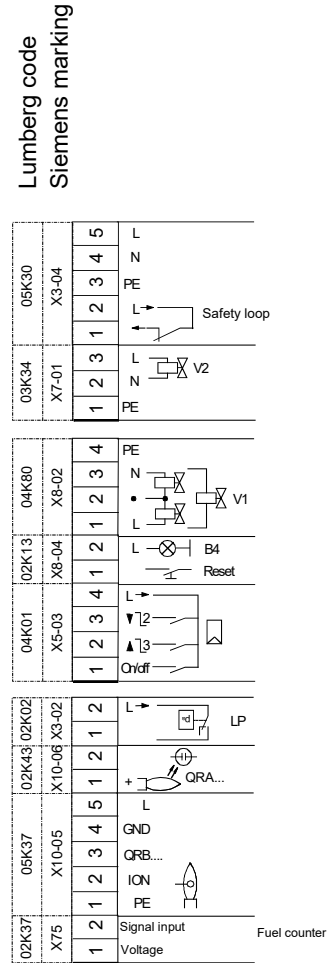 Lumberg code
Siemens marking
05K30 X3-04
5 L
4 N
3 PE
2 L
1
Safety loop
03K34 X7-01
3 L
2 N
1 PE
V2
04K80 X8-02
4 PE
3 N
2
1 L
V1
02K13 X8-04
2 L B4
1 Reset
04K01 X5-03
4 L
3 2
2 3
1 On/off
02K02 X3-02
2 L
1
LP
02K43 X10-06
2
1 + QRA...
05K37 X10-05
5 L
4 GND
3 QRB....
2 ION
1 PE
02K37 X75
2 Signal input
1 Voltage
Fuel counter